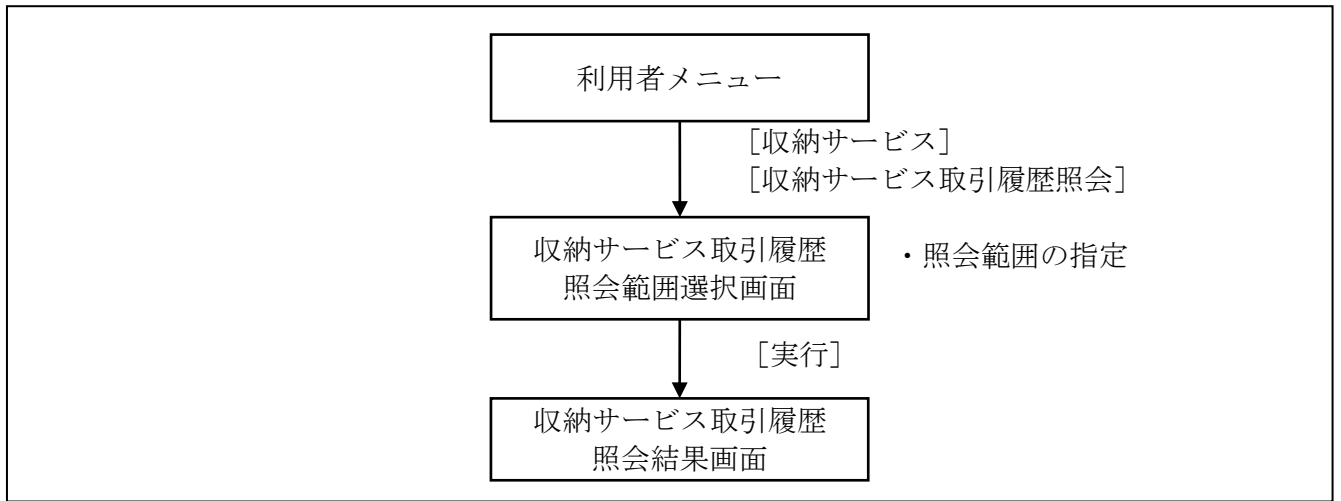 利用者メニュー
[収納サービス]
[収納サービス取引履歴照会]
収納サービス取引履歴
照会範囲選択画面
・照会範囲の指定
[実行]
収納サービス取引履歴
照会結果画面